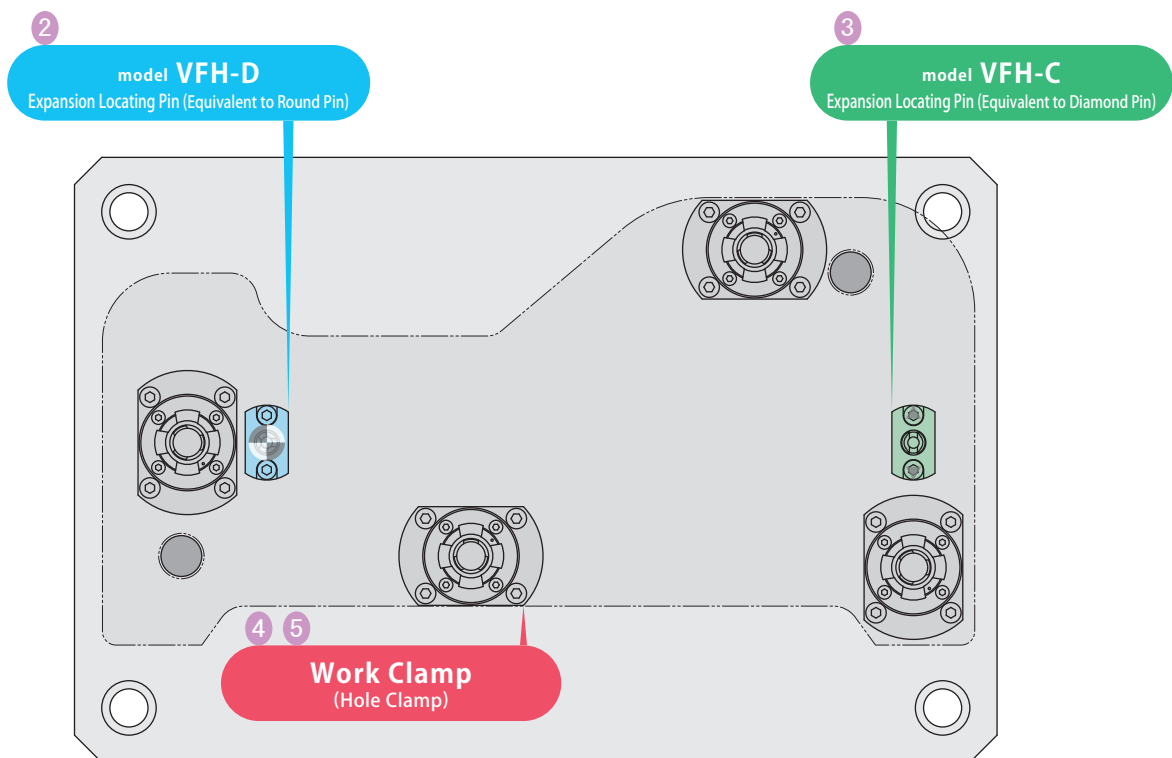 2
model VFH-D
Expansion Locating Pin (Equivalent to Round Pin)
3
model VFH-C
Expansion Locating Pin (Equivalent to Diamond Pin)
4 5
Work Clamp
(Hole Clamp)